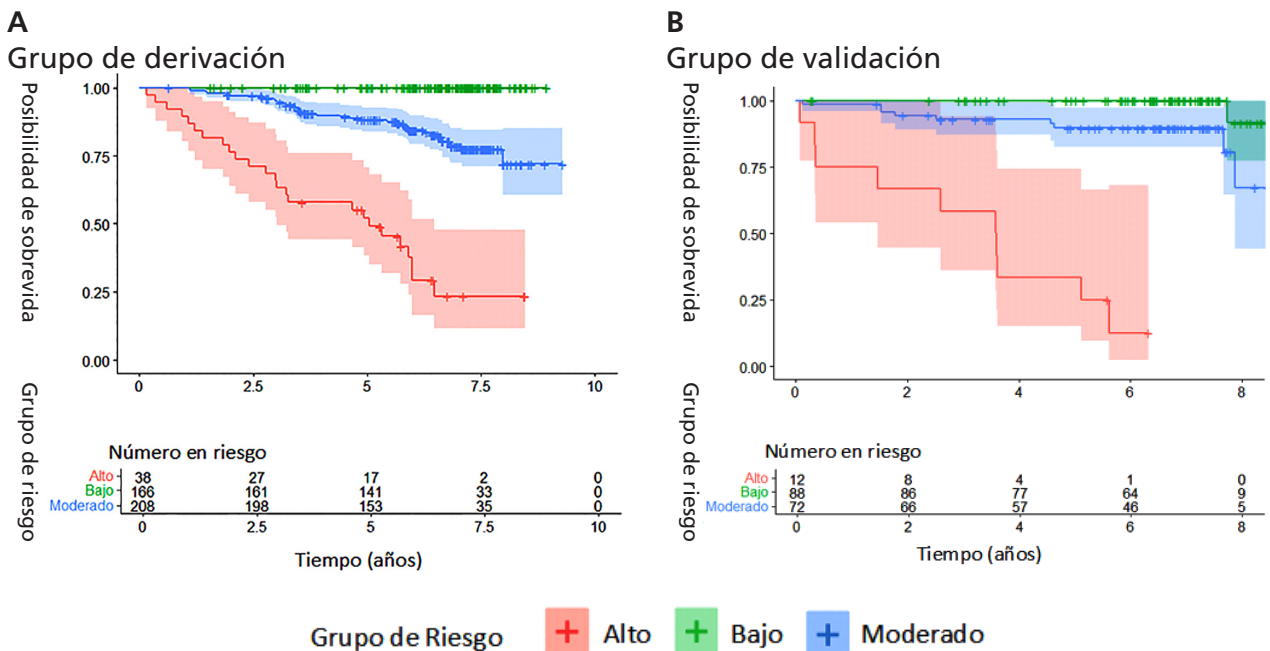 A
Grupo de derivación
Posibilidad de sobrevida
1.00
0.75
0.50
0.25
0.00
0 2.5 5 7.5 10
Grupo de riesgo
Número en riesgo
Alto 38 27 17 2 0
Bajo 166 161 141 33 0
Moderado 208 198 153 35 0
0 2.5 5 7.5 10
Tiempo (años)
B
Grupo de validación
Posibilidad de sobrevida
1.00
0.75
0.50
0.25
0.00
0 2 4 6 8
Grupo de riesgo
Número en riesgo
Alto 12 8 4 1 0
Bajo 88 86 77 64 9
Moderado 72 66 57 46 5
0 2 4 6 8
Tiempo (años)
Grupo de Riesgo Alto Bajo Moderado